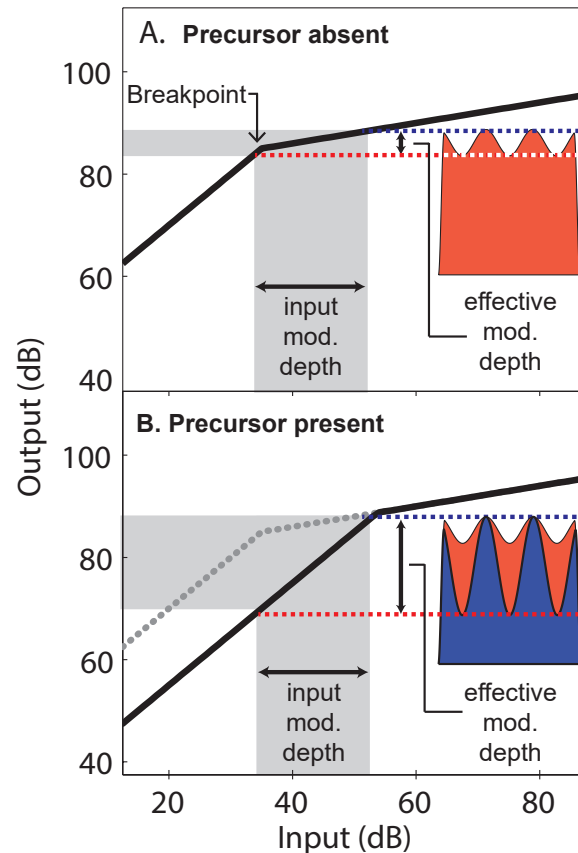 A. Precursor absent
100
Breakpoint
80
60
input
mod.
depth
effective
mod.
depth
40
Output (dB)
B. Precursor present
100
80
60
input
mod.
depth
effective
mod.
depth
40
20
40
60
80
Input (dB)